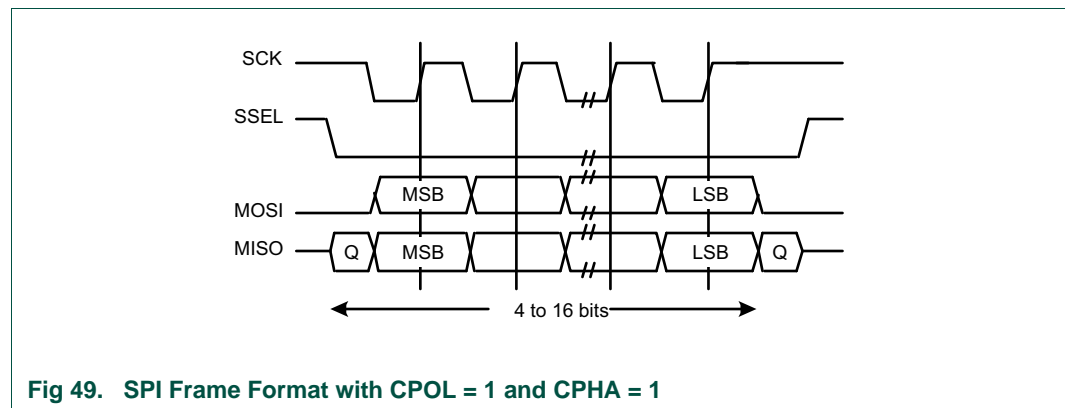 SCK
SSEL
MOSI
MSB
LSB
MISO
Q
MSB
LSB
Q
4 to 16 bits
Fig 49. SPI Frame Format with CPOL = 1 and CPHA = 1